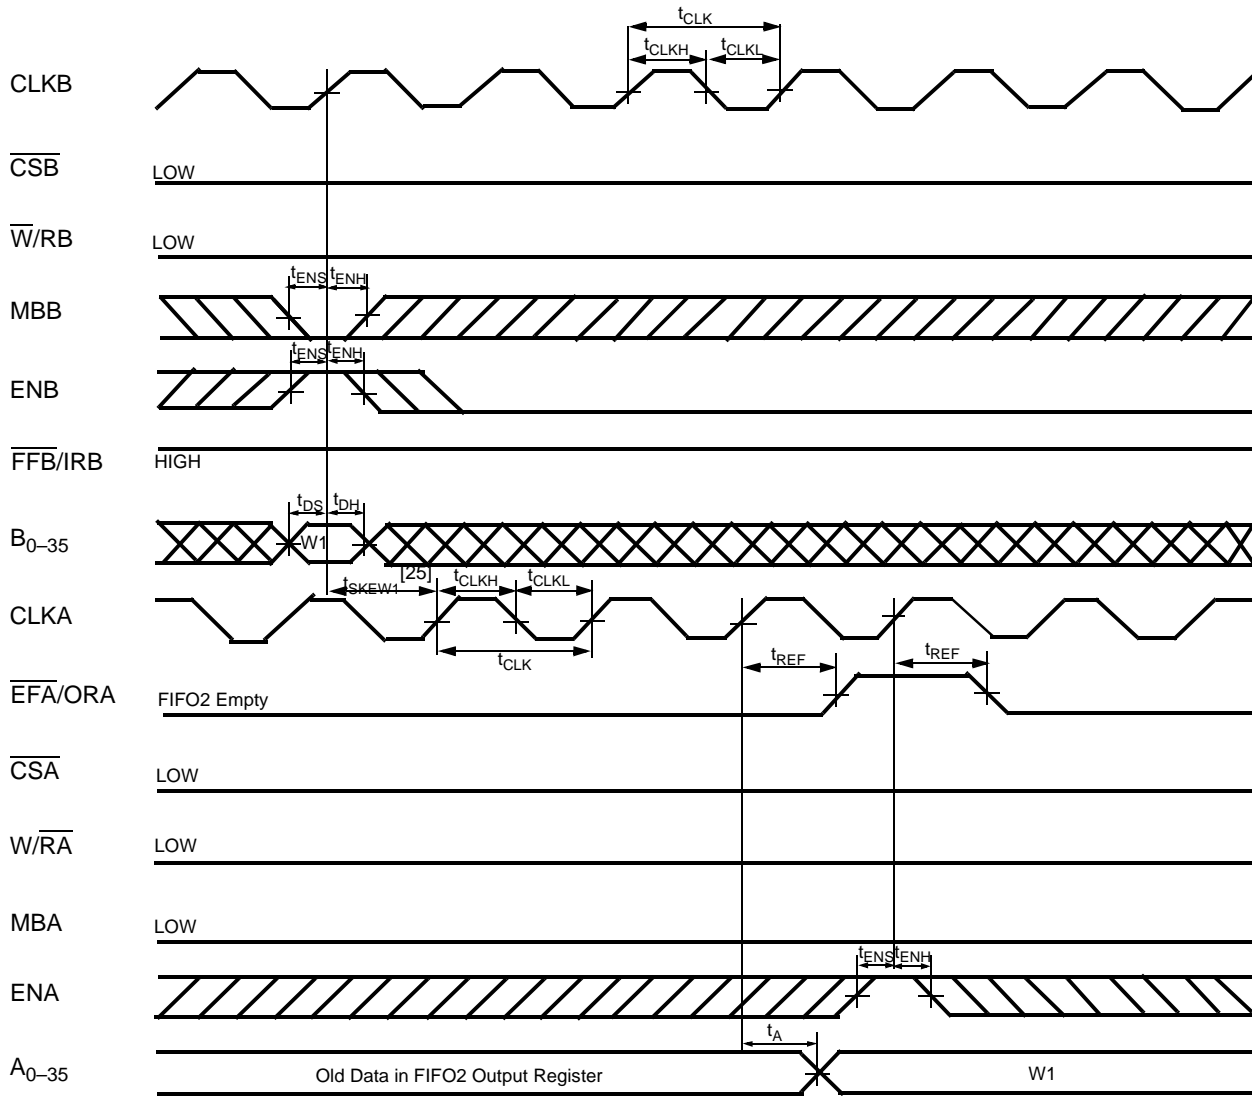 tCLK
tCLKH tCLKL
CLKB
CSB LOW
W/RB LOW
tENS tENH
MBB
tENS tENH
ENB
FFB/IRB HIGH
tDS tDH
B0–35 W1
tSKEW1 [25] tCLKH tCLKL
CLKA
tCLK tREF tREF
EFA/ORA FIFO2 Empty
CSA LOW
W/RA LOW
MBA LOW
tENS tENH
ENA
tA
A0–35 Old Data in FIFO2 Output Register W1